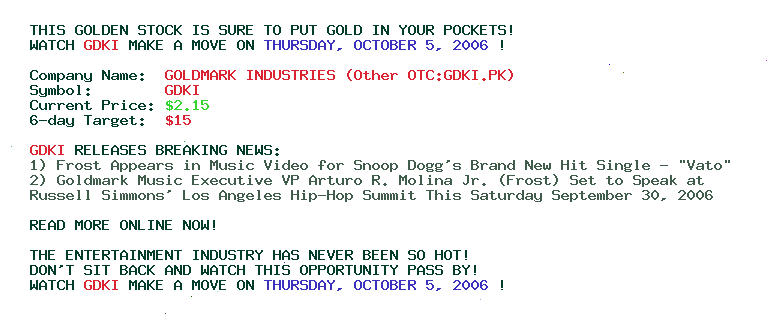 THIS GOLDEN STOCK IS SURE TO PUT GOLD IN YOUR POCKETS!
WATCH GDKI MAKE A MOVE ON THURSDAY, OCTOBER 5, 2006 !
Company Name: GOLDMARK INDUSTRIES (Other OTC:GDKI.PK)
Symbol: GDKI
Current Price: $2.15
6-day Target: $15
GDKI RELEASES BREAKING NEWS:
1) Frost Appears in Music Video for Snoop Dogg's Brand New Hit Single - "Vato"
2) Goldmark Music Executive VP Arturo R. Molina Jr. (Frost) Set to Speak at
Russell Simmons' Los Angeles Hip-Hop Summit This Saturday September 30, 2006
READ MORE ONLINE NOW!
THE ENTERTAINMENT INDUSTRY HAS NEVER BEEN SO HOT!
DON'T SIT BACK AND WATCH THIS OPPORTUNITY PASS BY!
WATCH GDKI MAKE A MOVE ON THURSDAY, OCTOBER 5, 2006 !